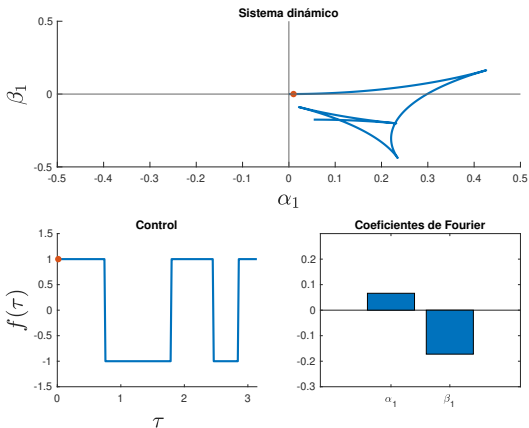 Sistema dinámico
0.5
0
-0.5
β1
-0.5 -0.4 -0.3 -0.2 -0.1 0 0.1 0.2 0.3 0.4 0.5
α1
Control
1.5
1
0.5
0
-0.5
-1
-1.5
f(τ)
0 1 2 3
τ
Coeficientes de Fourier
0.2
0.1
0
-0.1
-0.2
-0.3
α1 β1